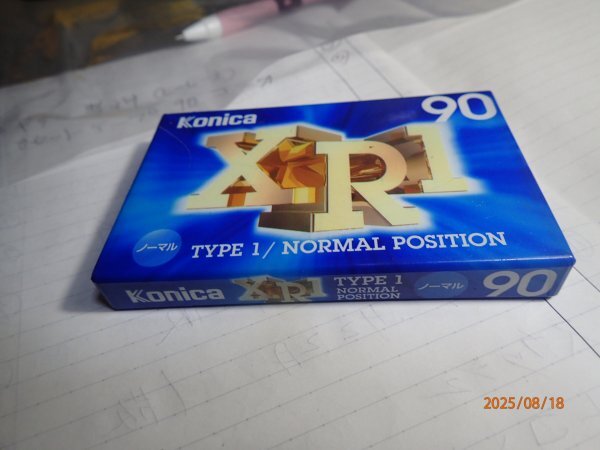 Konica
90
XR1
ノーマル
TYPE 1/NORMAL POSITION
Konica
XR1
TYPE 1
NORMAL
POSITION
ノーマル
90
2025/08/18